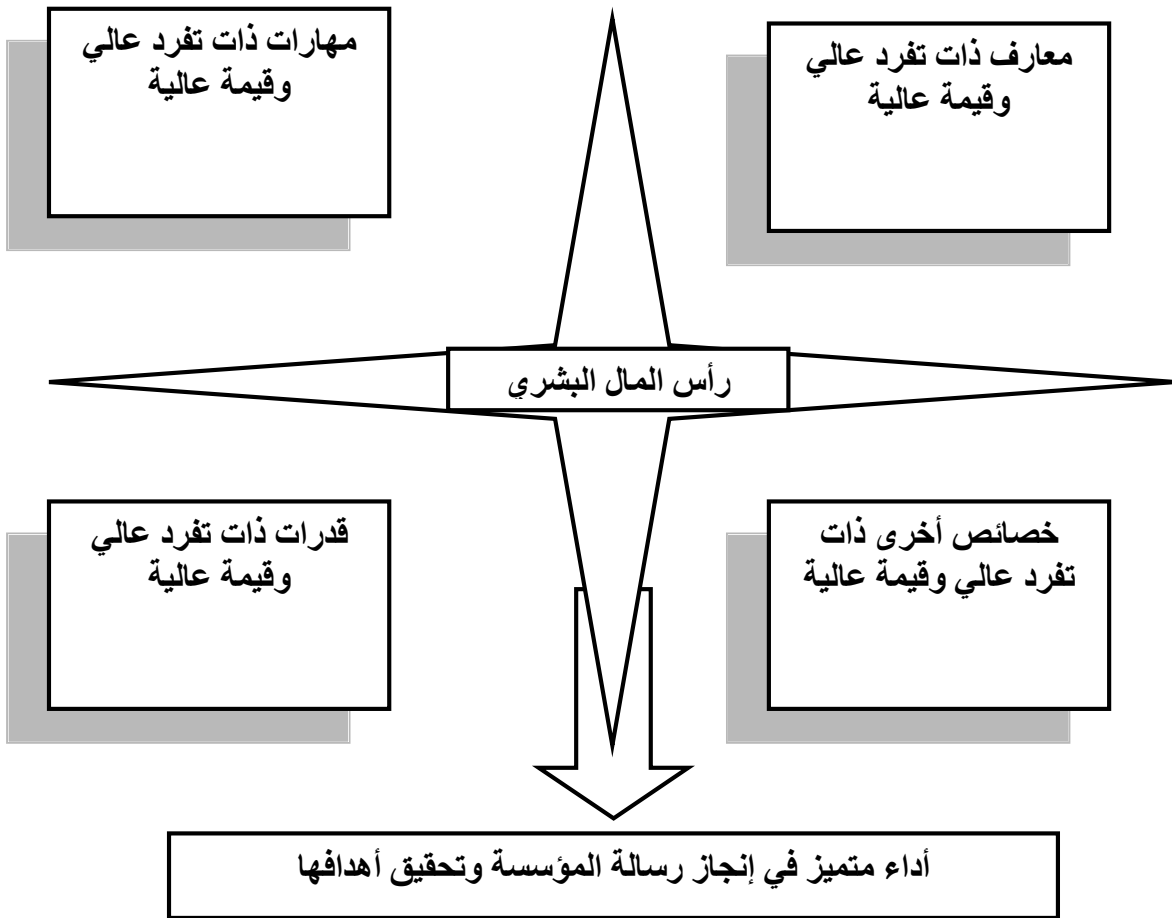 معارف ذات تفرد عالي
وقيمة عالية
مهارات ذات تفرد عالي
وقيمة عالية
رأس المال البشري
خصائص أخرى ذات
تفرد عالي وقيمة عالية
قدرات ذات تفرد عالي
وقيمة عالية
أداء متميز في إنجاز رسالة المؤسسة وتحقيق أهدافها